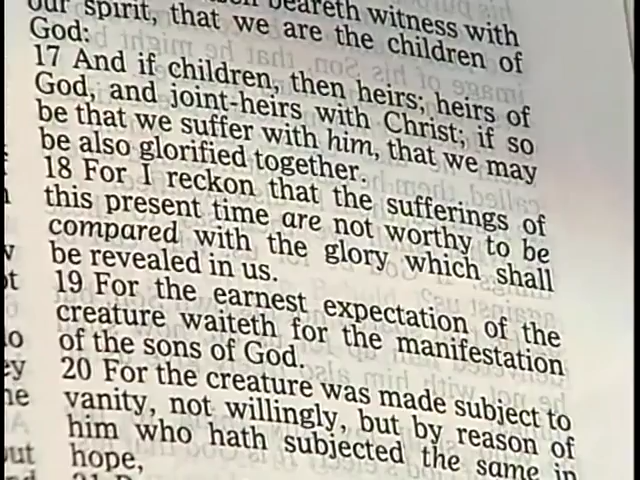 beareth witness with
our spirit, that we are the children of
God:
17 And if children, then heirs; heirs of
God, and joint-heirs with Christ; if so
be that we suffer with him, that we may
be also glorified together.
18 For I reckon that the sufferings of
this present time are not worthy to be
compared with the glory which shall
be revealed in us.
19 For the earnest expectation of the
creature waiteth for the manifestation
of the sons of God.
20 For the creature was made subject to
vanity, not willingly, but by reason of
him who hath subjected the same in
hope,